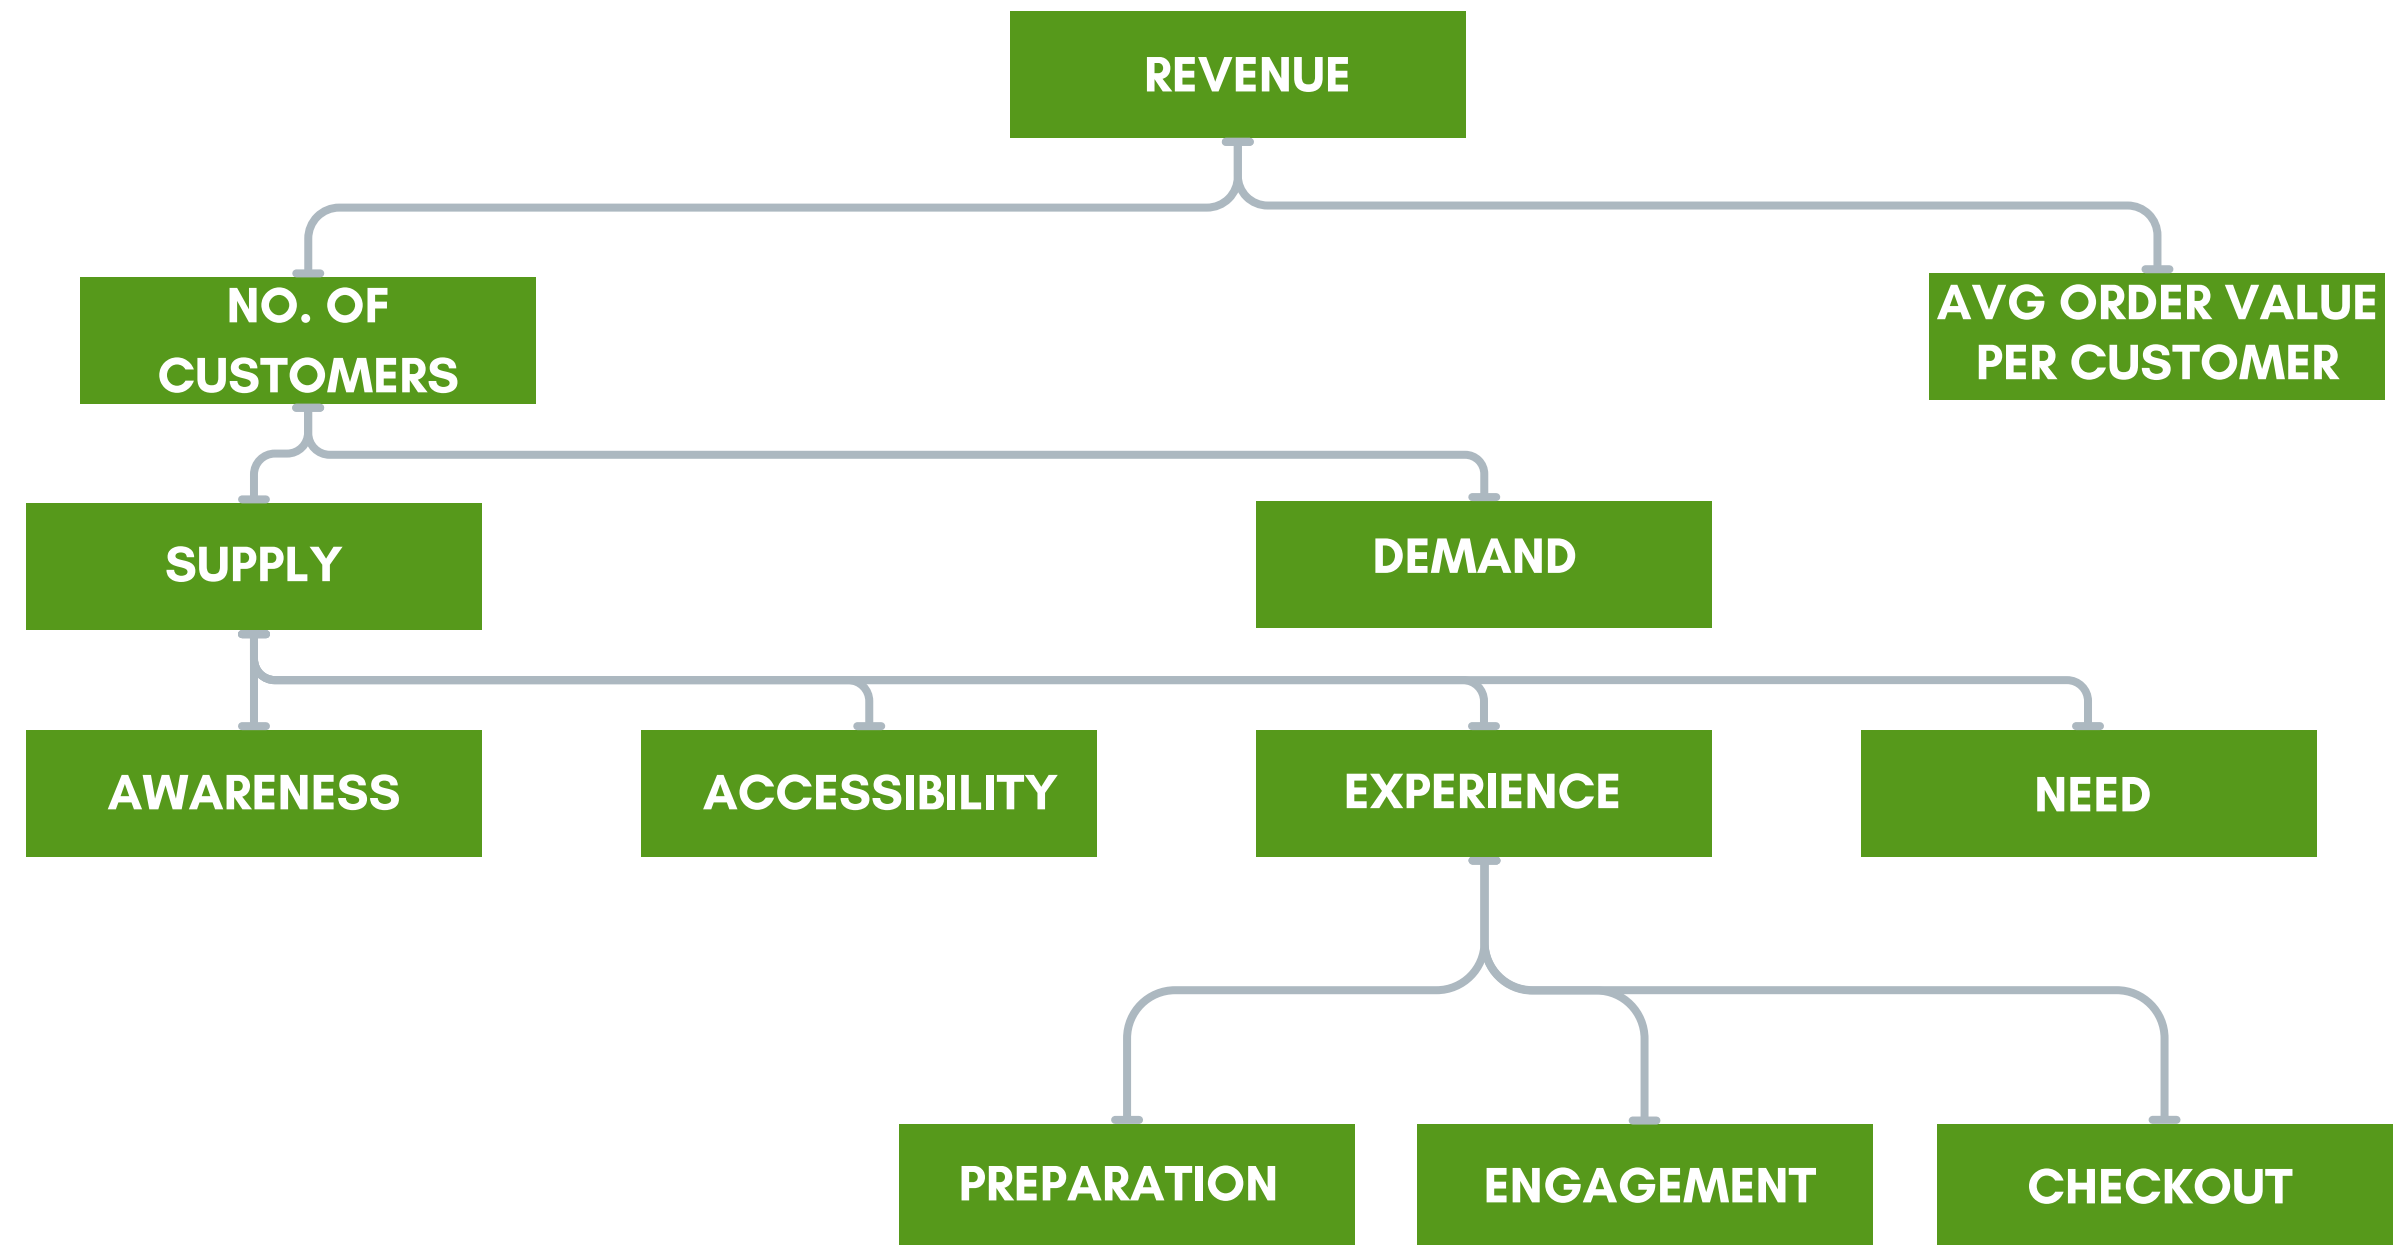 REVENUE
NO. OF
CUSTOMERS
AVG ORDER VALUE
PER CUSTOMER
SUPPLY
DEMAND
AWARENESS
ACCESSIBILITY
EXPERIENCE
NEED
PREPARATION
ENGAGEMENT
CHECKOUT